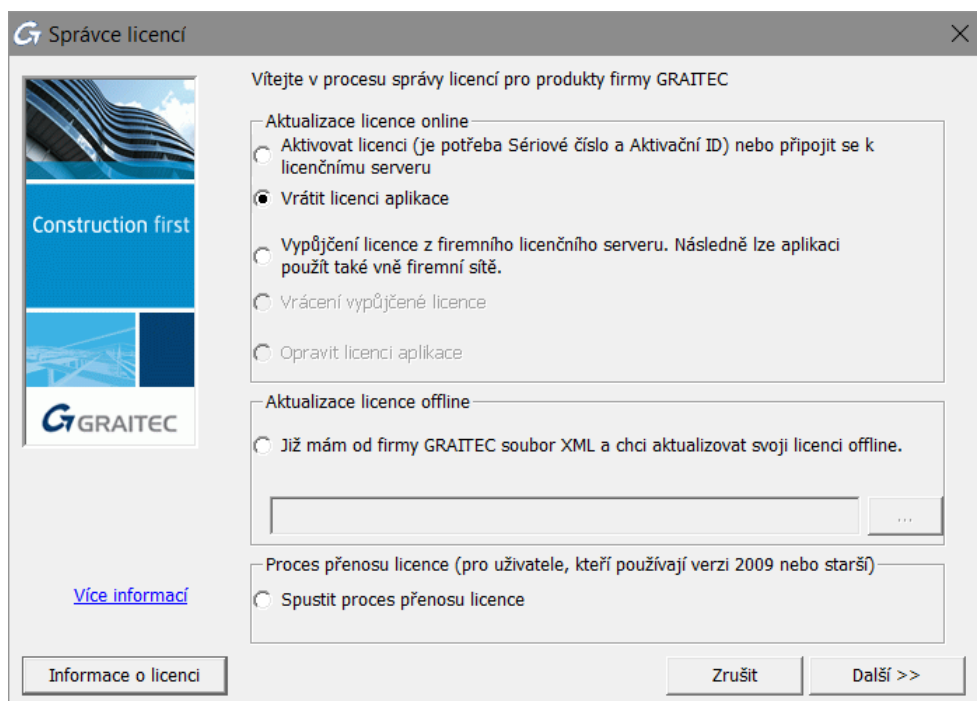 Správce licencí
Vítejte v procesu správy licencí pro produkty firmy GRAITEC
Aktualizace licence online
Aktivovat licenci (je potřeba Sériové číslo a Aktivační ID) nebo připojit se k
licenčnímu serveru
Vrátit licenci aplikace
Construction first
Vypůjčení licence z firemního licenčního serveru. Následně lze aplikaci
použít také vně firemní sítě.
Vrácení vypůjčené licence
Opravit licenci aplikace
Aktualizace licence offline
GRAITEC
Již mám od firmy GRAITEC soubor XML a chci aktualizovat svoji licenci offline.
...
Proces přenosu licence (pro uživatele, kteří používají verzi 2009 nebo starší)
Více informací
Spustit proces přenosu licence
Informace o licenci
Zrušit
Další >>